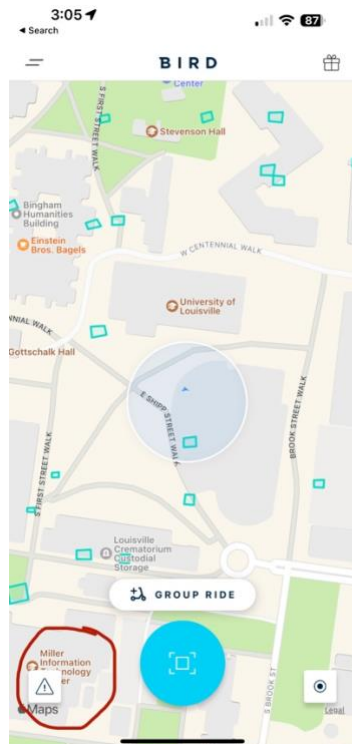 3:05
87
◀ Search
BIRD
Center
S FIRST STREET WALK
Stevenson Hall
Bingham
Humanities
Building
Einstein
Bros. Bagels
W CENTENNIAL WALK
University of
Louisville
NNIAL WALK
Gottschalk Hall
E SHIPP STREET WALK
BROOK STREET WALK
S FIRST STREET WALK
Louisville
Crematorium
Custodial
Storage
GROUP RIDE
Miller
Information
Maps
S BROOK ST
Legal